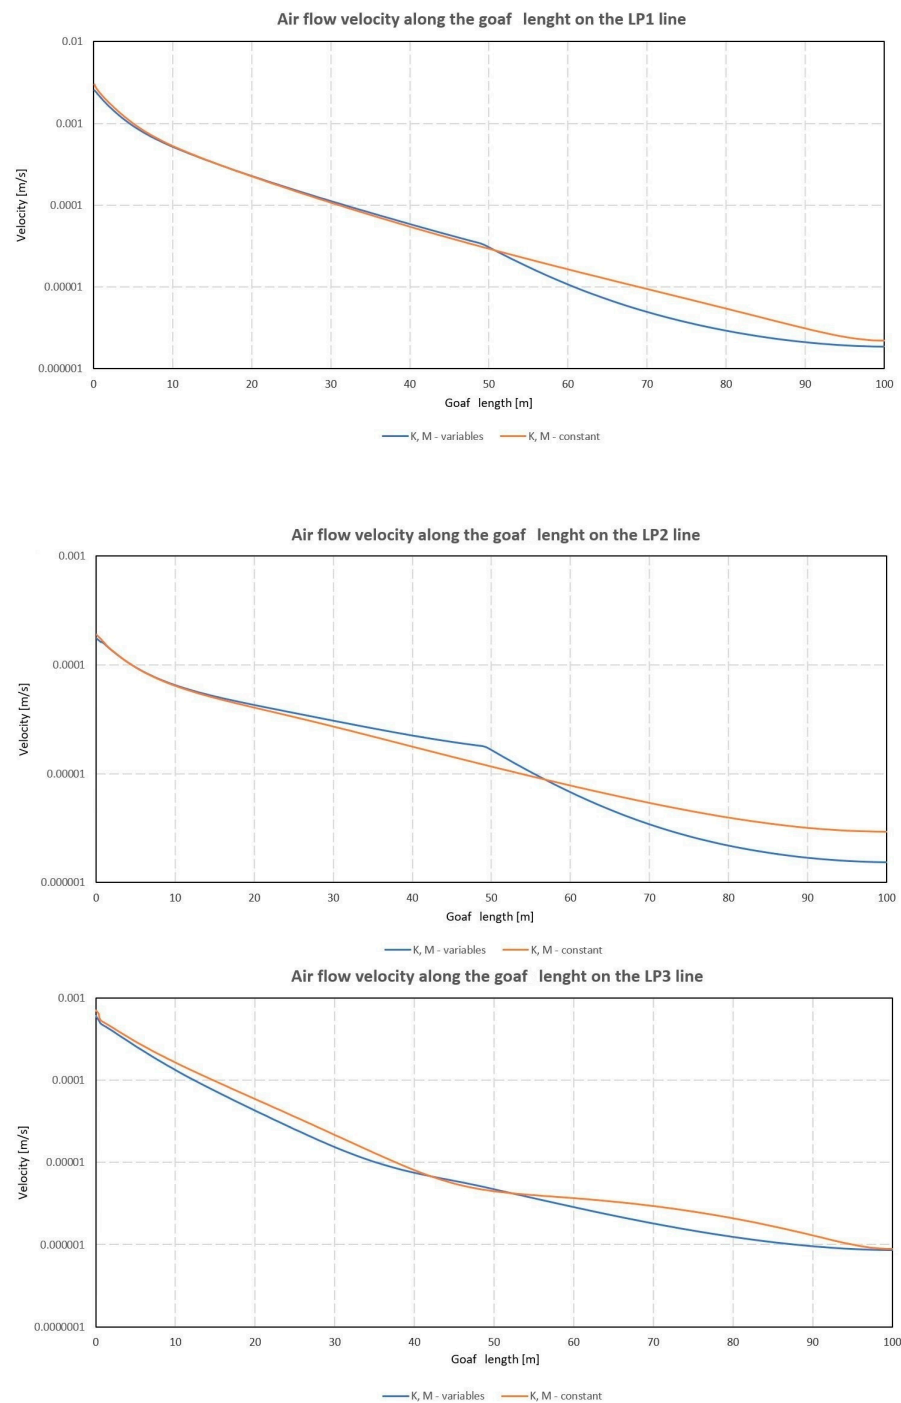 Air flow velocity along the goaf lenght on the LP1 line
0.01
0.001
0.0001
0.00001
0.000001
Velocity [m/s]
0 10 20 30 40 50 60 70 80 90 100
Goaf length [m]
K, M - variables K, M - constant
Air flow velocity along the goaf lenght on the LP2 line
0.001
0.0001
0.00001
0.000001
Velocity [m/s]
0 10 20 30 40 50 60 70 80 90 100
Goaf length [m]
K, M - variables K, M - constant
Air flow velocity along the goaf lenght on the LP3 line
0.001
0.0001
0.00001
0.000001
0.0000001
Velocity [m/s]
0 10 20 30 40 50 60 70 80 90 100
Goaf length [m]
K, M - variables K, M - constant